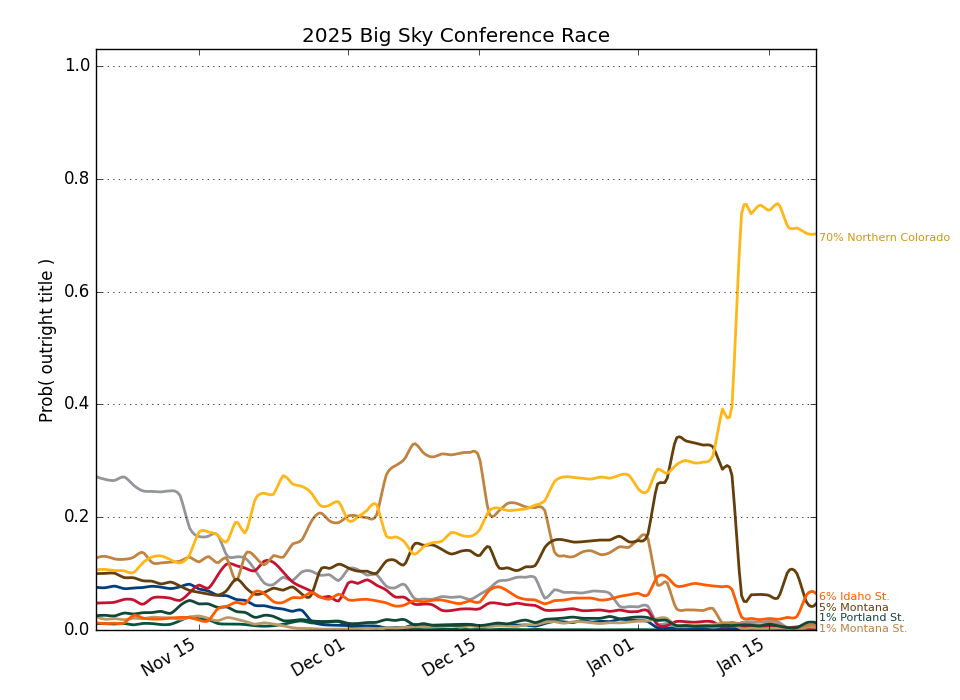 2025 Big Sky Conference Race
Prob( outright title )
1.0
0.8
0.6
0.4
0.2
0.0
70% Northern Colorado
6% Idaho St.
5% Montana
1% Portland St.
1% Montana St.
Nov 15
Dec 01
Dec 15
Jan 01
Jan 15